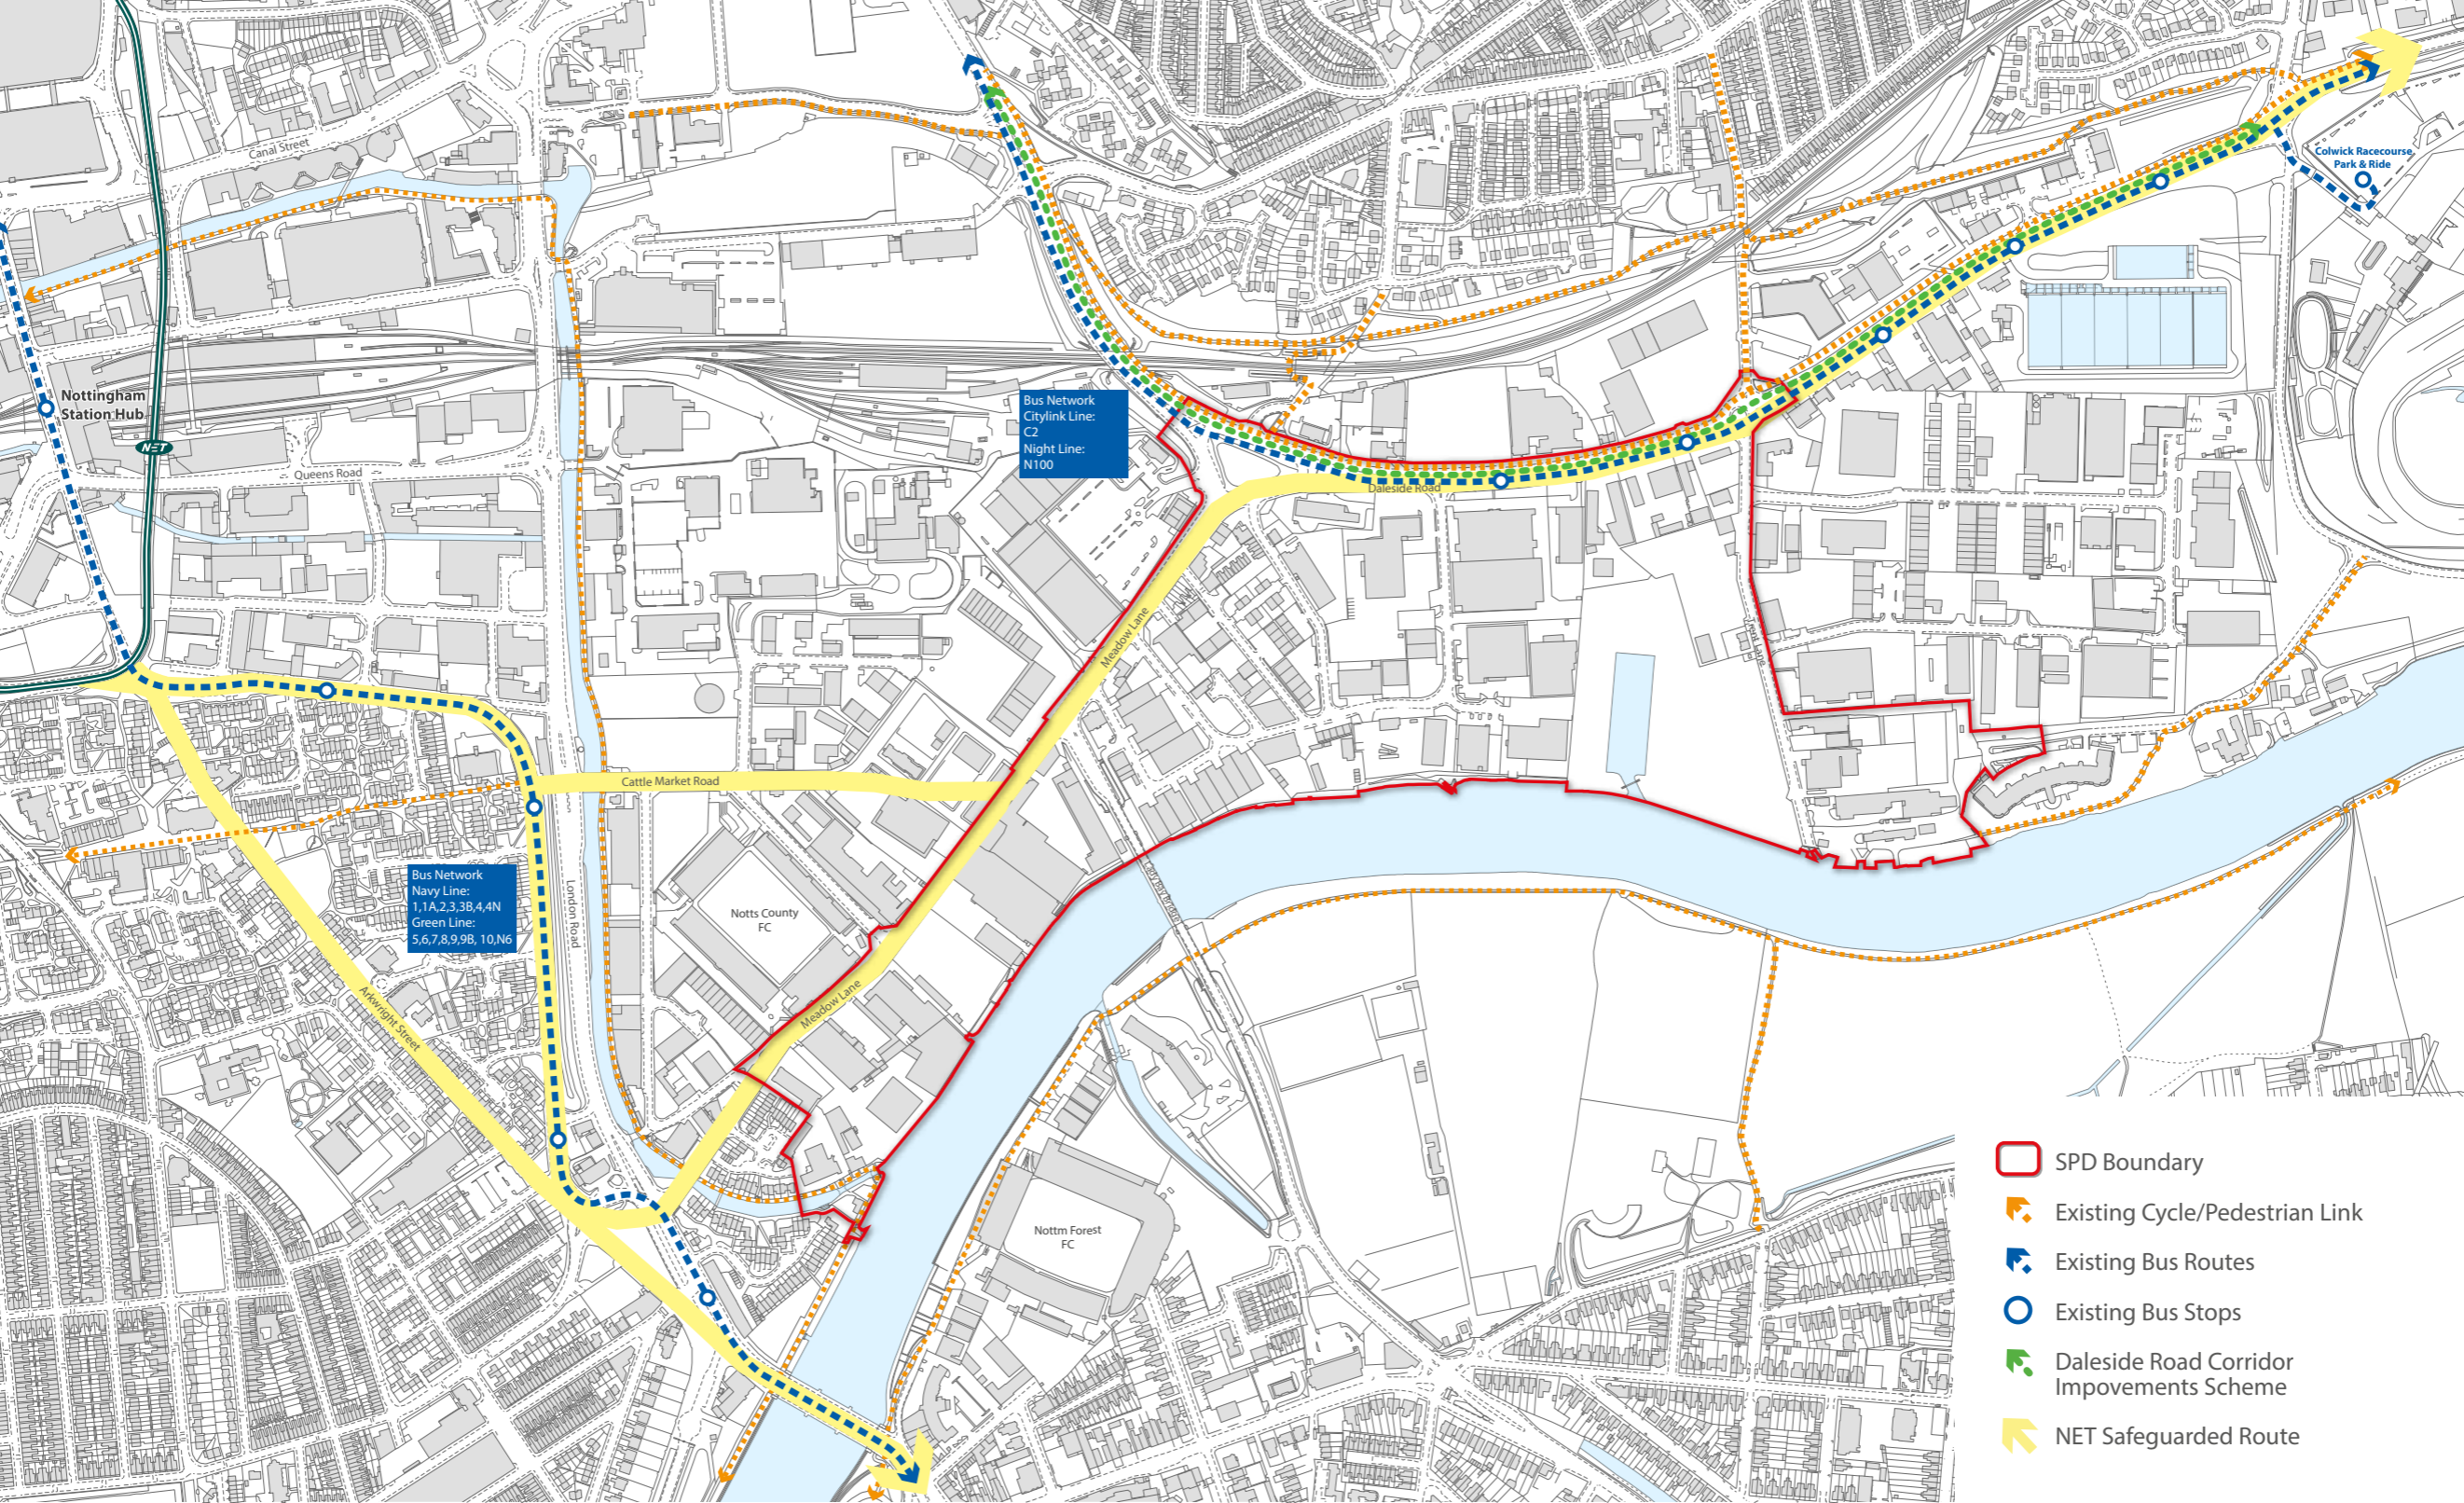 Canal Street
Colwick Racecourse
Park & Ride
Nottingham
Station Hub
NET
Queens Road
Bus Network
Citylink Line:
C2
Night Line:
N100
Daleside Road
Meadow Lane
Trent Lane
Cattle Market Road
Bus Network
Navy Line:
1,1A,2,3,3B,4,4N
Green Line:
5,6,7,8,9,9B, 10,N6
London Road
Notts County
FC
Lady Bay Bridge
Arkwright Street
Meadow Lane
Nottm Forest
FC
SPD Boundary
Existing Cycle/Pedestrian Link
Existing Bus Routes
Existing Bus Stops
Daleside Road Corridor
Impovements Scheme
NET Safeguarded Route